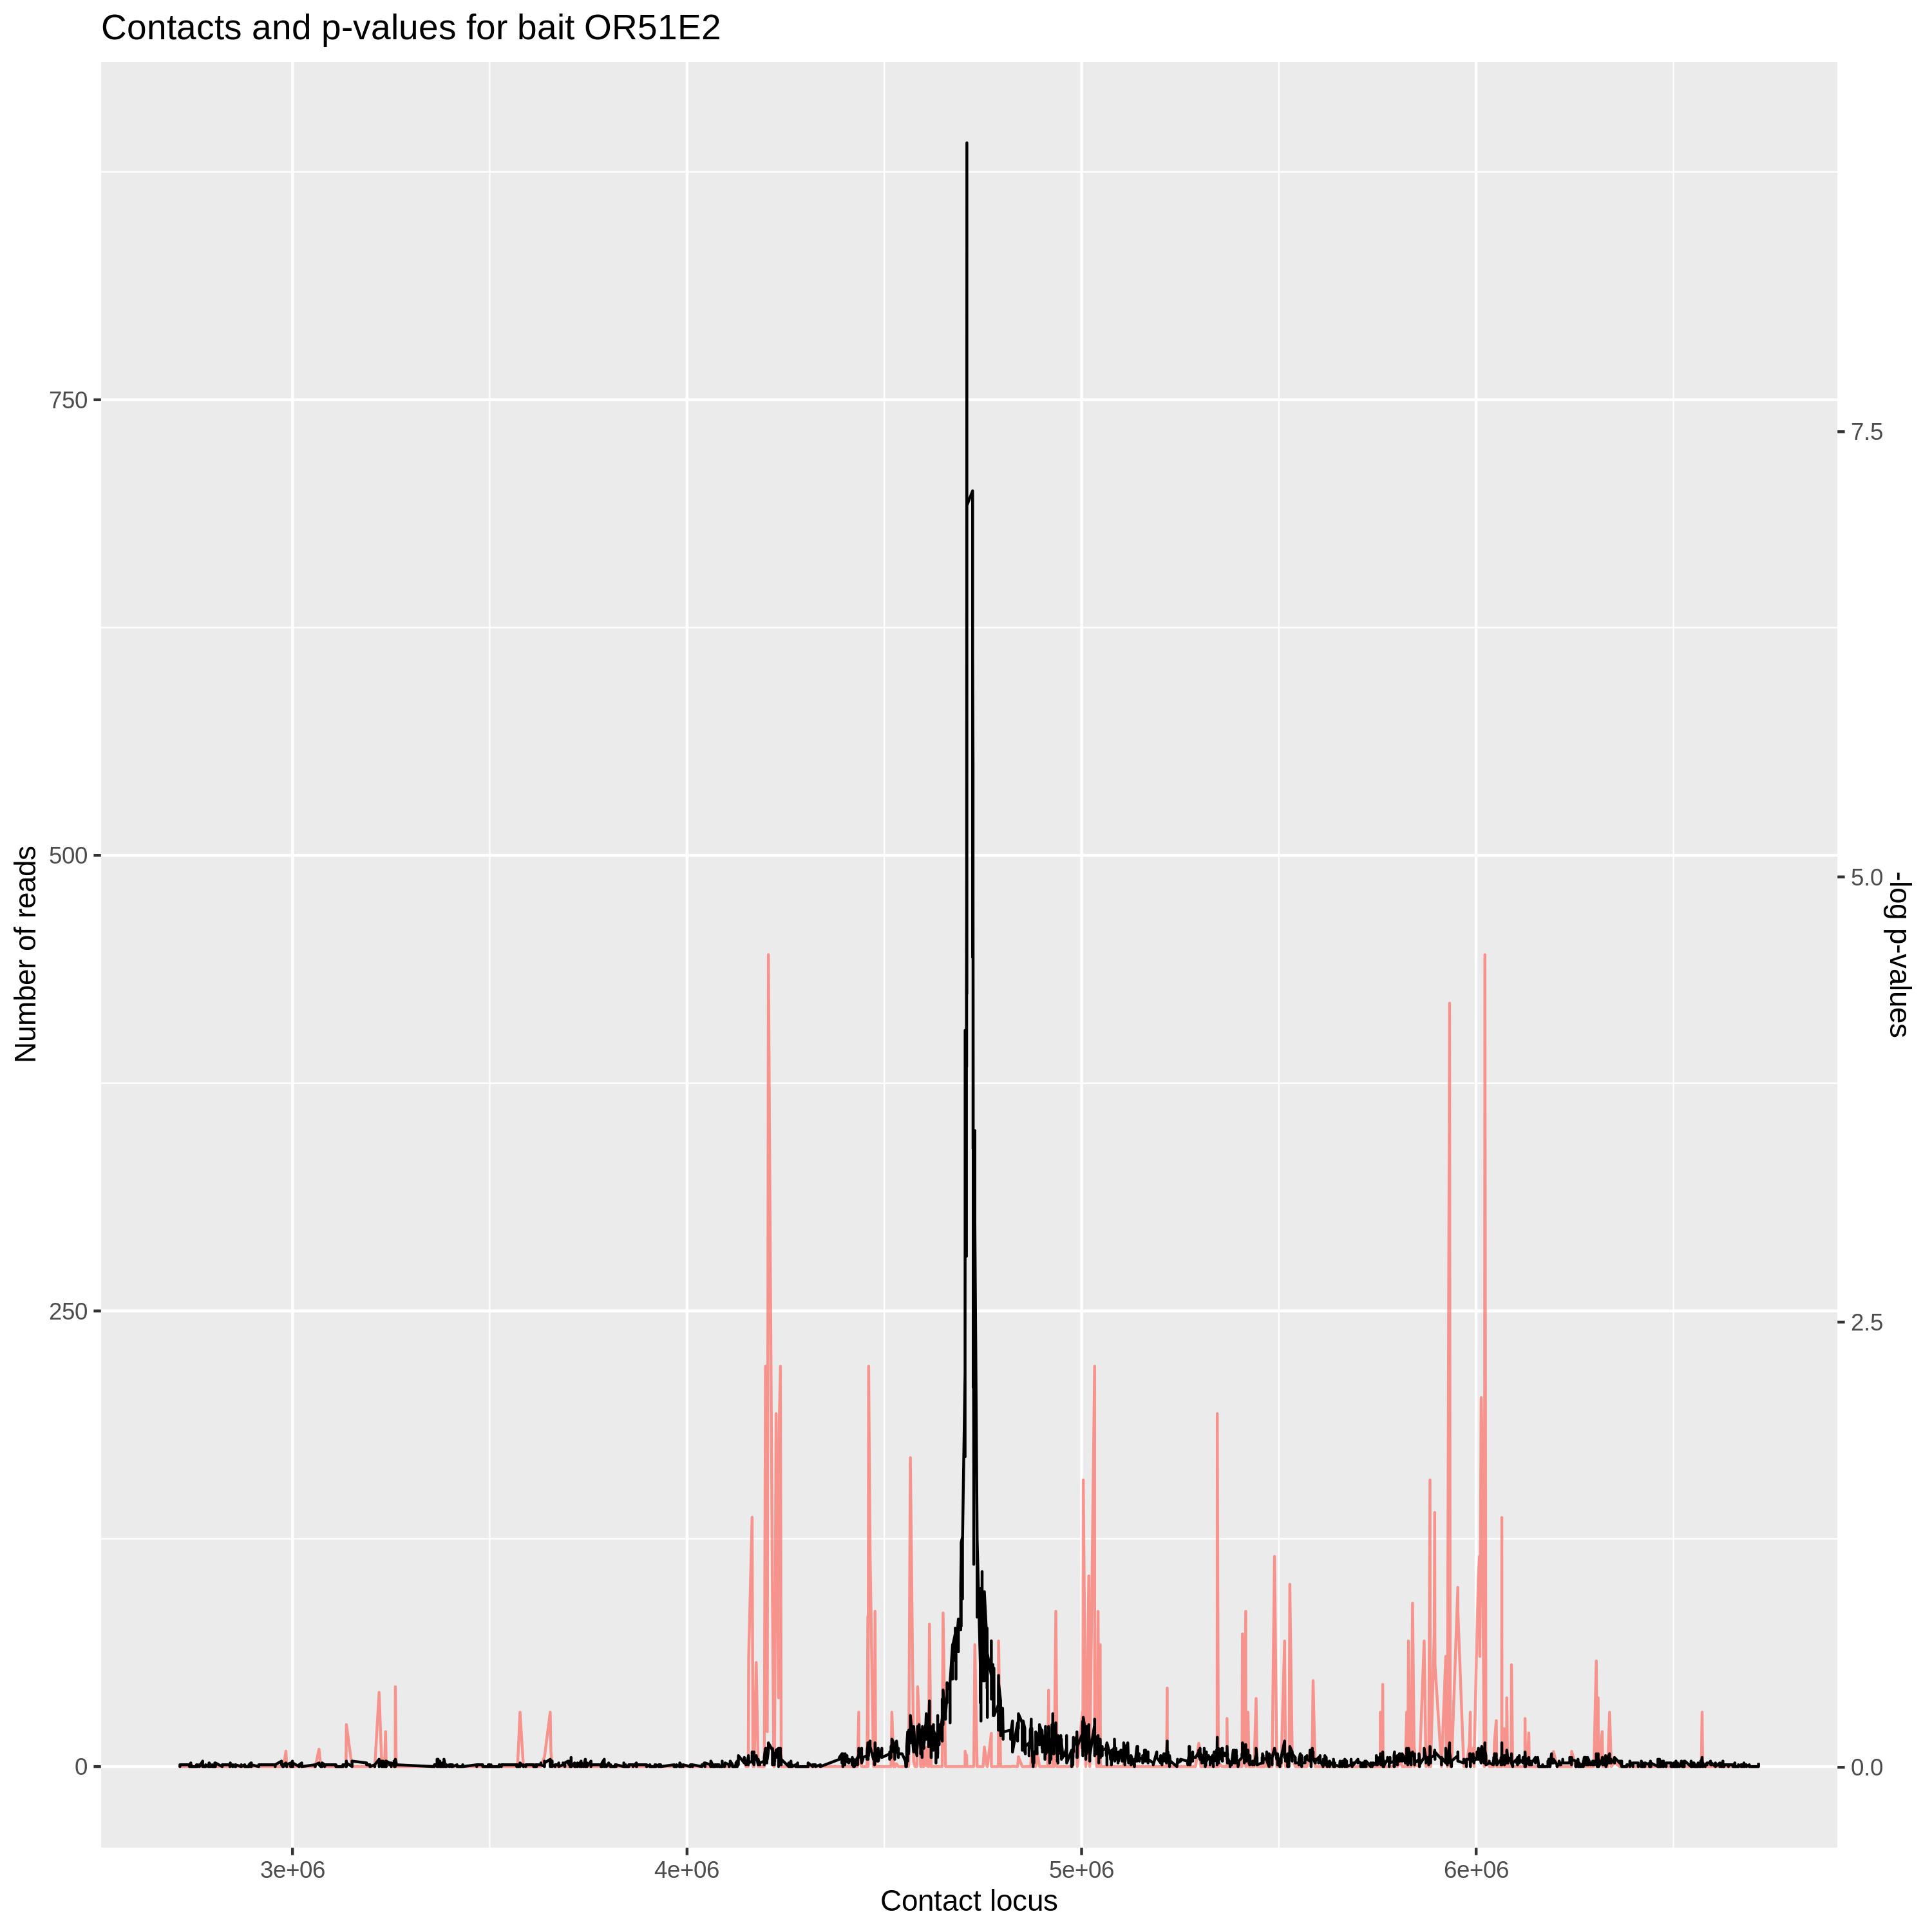 Contacts and p-values for bait OR51E2
750
500
250
0
Number of reads
7.5
5.0
2.5
0.0
-log p-values
3e+06
4e+06
5e+06
6e+06
Contact locus